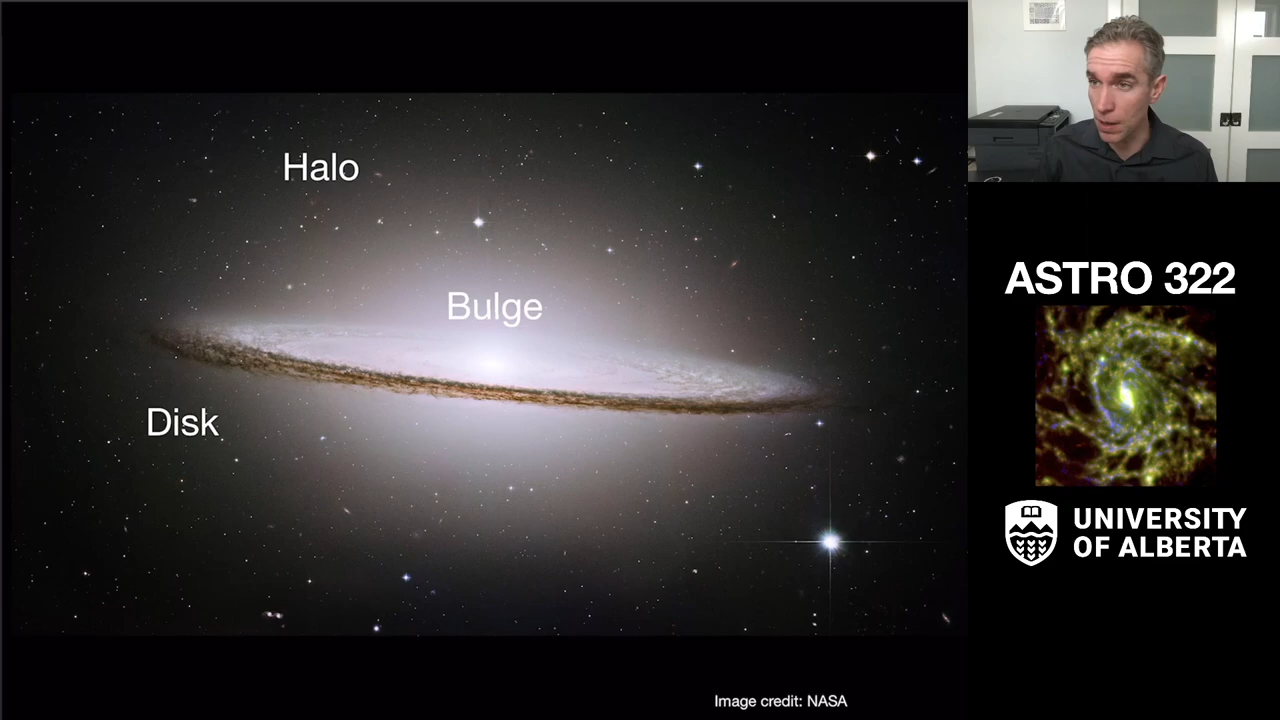 Halo
Bulge
Disk
Image credit: NASA
ASTRO 322
UNIVERSITY
OF ALBERTA